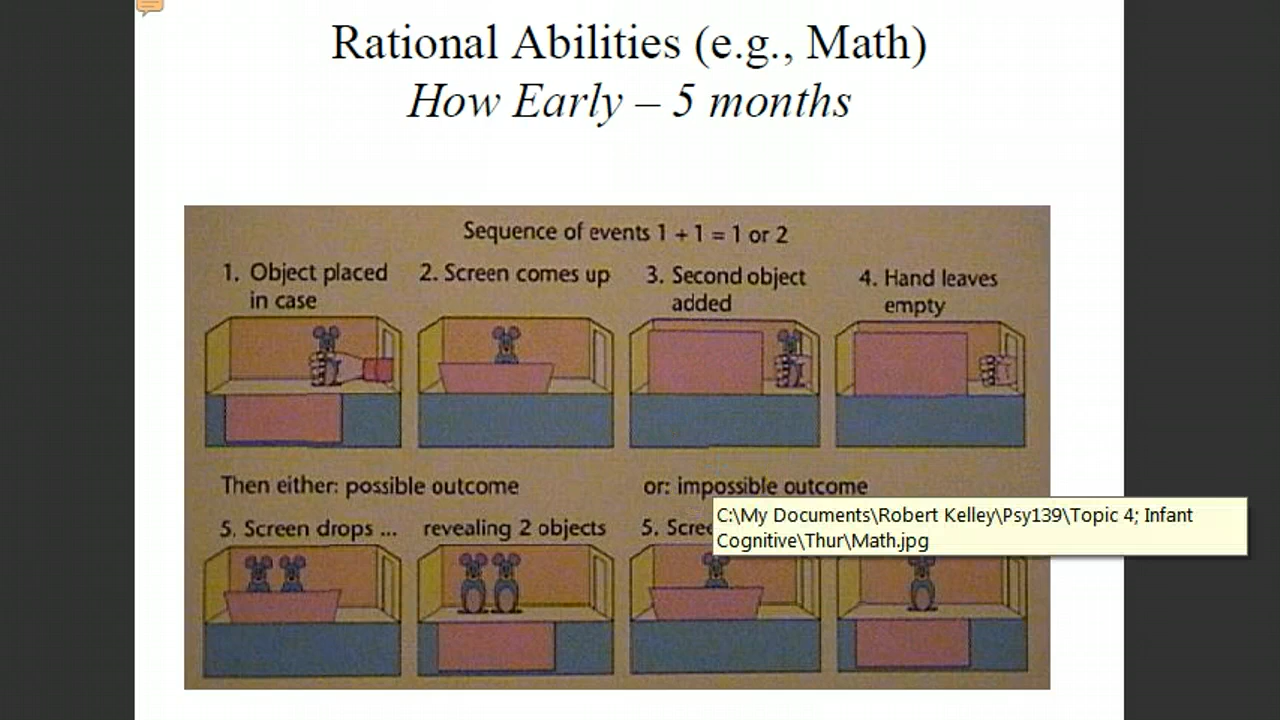 Rational Abilities (e.g., Math)
How Early – 5 months
Sequence of events 1 + 1 = 1 or 2
1. Object placed in case
2. Screen comes up
3. Second object added
4. Hand leaves empty
Then either: possible outcome
or: impossible outcome
5. Screen drops ...
revealing 2 objects
5. Scree
C:\My Documents\Robert Kelley\Psy139\Topic 4; Infant
Cognitive\Thur\Math.jpg